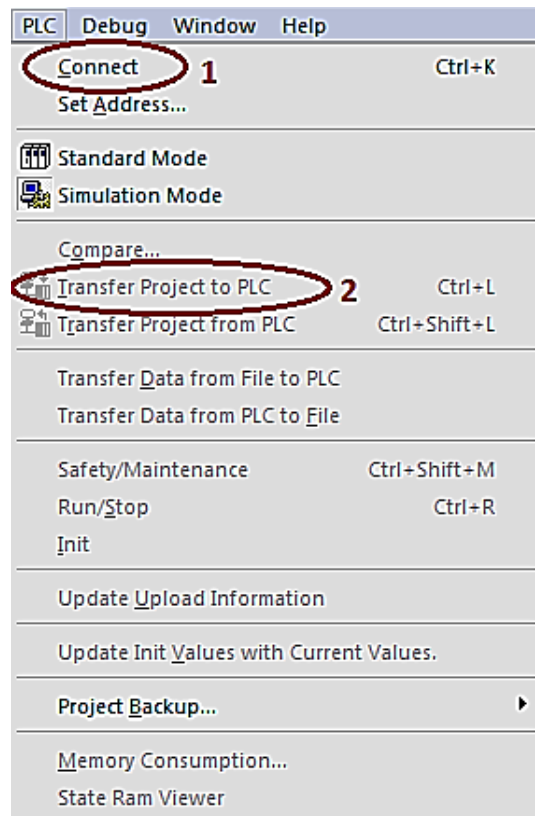 PLC Debug Window Help
Connect 1 Ctrl+K
Set Address...
Standard Mode
Simulation Mode
Compare...
Transfer Project to PLC 2 Ctrl+L
Transfer Project from PLC Ctrl+Shift+L
Transfer Data from File to PLC
Transfer Data from PLC to File
Safety/Maintenance Ctrl+Shift+M
Run/Stop Ctrl+R
Init
Update Upload Information
Update Init Values with Current Values.
Project Backup...
Memory Consumption...
State Ram Viewer